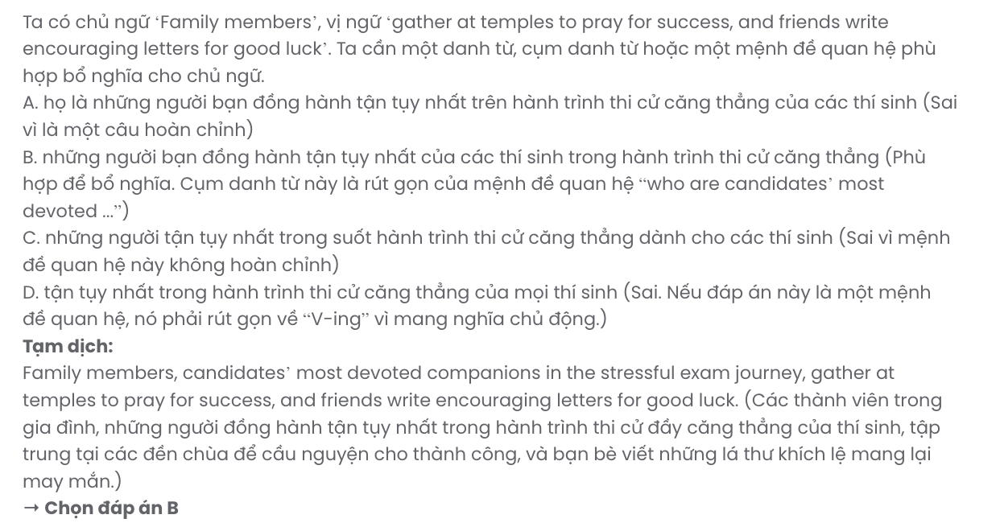 Ta có chủ ngữ ‘Family members’, vị ngữ ‘gather at temples to pray for success, and friends write
encouraging letters for good luck’. Ta cần một danh từ, cụm danh từ hoặc một mệnh đề quan hệ phù
hợp bổ nghĩa cho chủ ngữ.
A. họ là những người bạn đồng hành tận tụy nhất trên hành trình thi cử căng thẳng của các thí sinh (Sai
vì là một câu hoàn chỉnh)
B. những người bạn đồng hành tận tụy nhất của các thí sinh trong hành trình thi cử căng thẳng (Phù
hợp để bổ nghĩa. Cụm danh từ này là rút gọn của mệnh đề quan hệ “who are candidates’ most
devoted ...”)
C. những người tận tụy nhất trong suốt hành trình thi cử căng thẳng dành cho các thí sinh (Sai vì mệnh
đề quan hệ này không hoàn chỉnh)
D. tận tụy nhất trong hành trình thi cử căng thẳng của mọi thí sinh (Sai. Nếu đáp án này là một mệnh
đề quan hệ, nó phải rút gọn về “V-ing” vì mang nghĩa chủ động.)
Tạm dịch:
Family members, candidates’ most devoted companions in the stressful exam journey, gather at
temples to pray for success, and friends write encouraging letters for good luck. (Các thành viên trong
gia đình, những người đồng hành tận tụy nhất trong hành trình thi cử đầy căng thẳng của thí sinh, tập
trung tại các đền chùa để cầu nguyện cho thành công, và bạn bè viết những lá thư khích lệ mang lại
may mắn.)
→ Chọn đáp án B